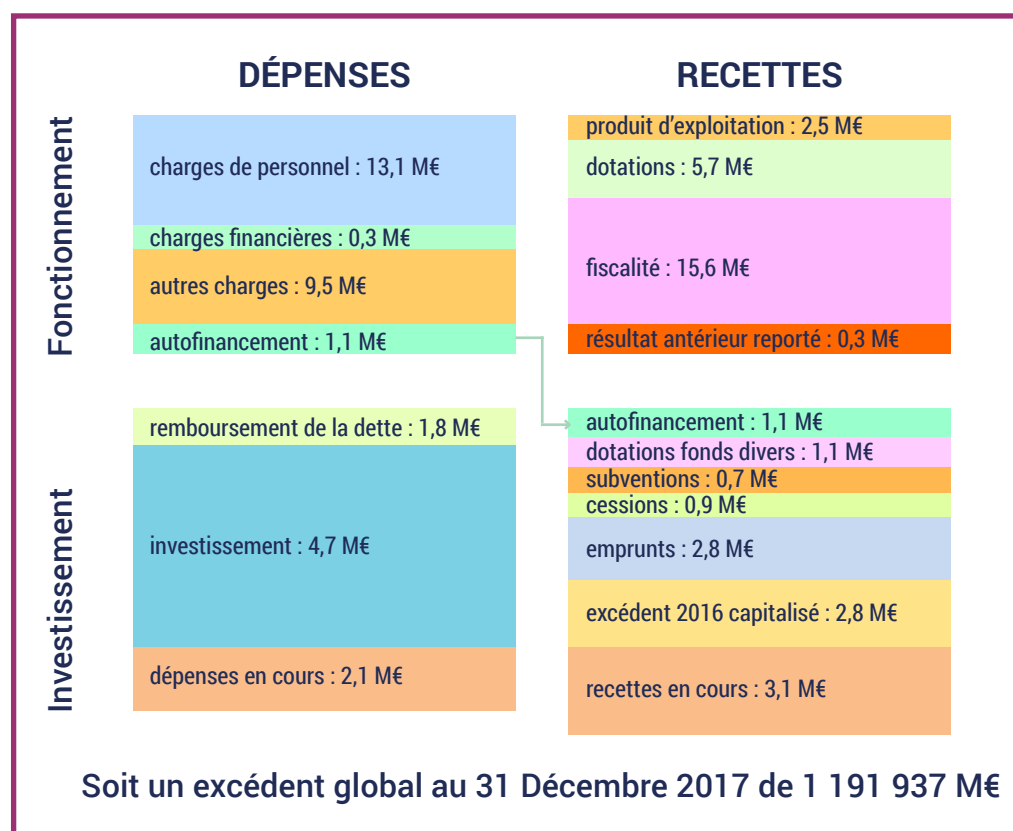 DÉPENSES
RECETTES
Fonctionnement
charges de personnel : 13,1 M€
charges financières : 0,3 M€
autres charges : 9,5 M€
autofinancement : 1,1 M€
produit d'exploitation : 2,5 M€
dotations : 5,7 M€
fiscalité : 15,6 M€
résultat antérieur reporté : 0,3 M€
Investissement
remboursement de la dette : 1,8 M€
investissement : 4,7 M€
dépenses en cours : 2,1 M€
autofinancement : 1,1 M€
dotations fonds divers : 1,1 M€
subventions : 0,7 M€
cessions : 0,9 M€
emprunts : 2,8 M€
excédent 2016 capitalisé : 2,8 M€
recettes en cours : 3,1 M€
Soit un excédent global au 31 Décembre 2017 de 1 191 937 M€